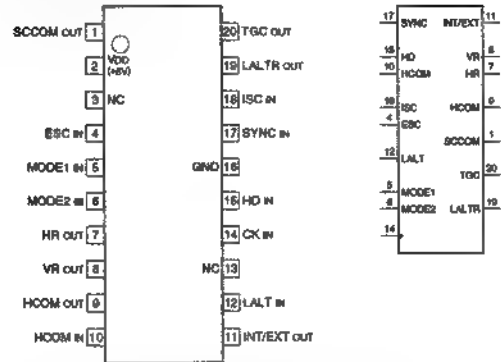 SCCOM OUT 1
2 VDD (+5V)
3 NC
ESC IN 4
MODE1 IN 5
MODE2 IN 6
HR OUT 7
VR OUT 8
HCOM OUT 9
HCOM IN 10
20 TGC OUT
19 LALTR OUT
18 ISC IN
17 SYNC IN
GND 16
15 HD IN
14 CK IN
NC 13
12 LALT IN
11 INT/EXT OUT
17 SYNC
INT/EXT 11
15 HD
10 HCOM
VR 8
HR 7
18 ISC
4 ESC
HCOM 9
SCCOM 1
12 LALT
TGC 20
5 MODE1
6 MODE2
LALTR 19
14